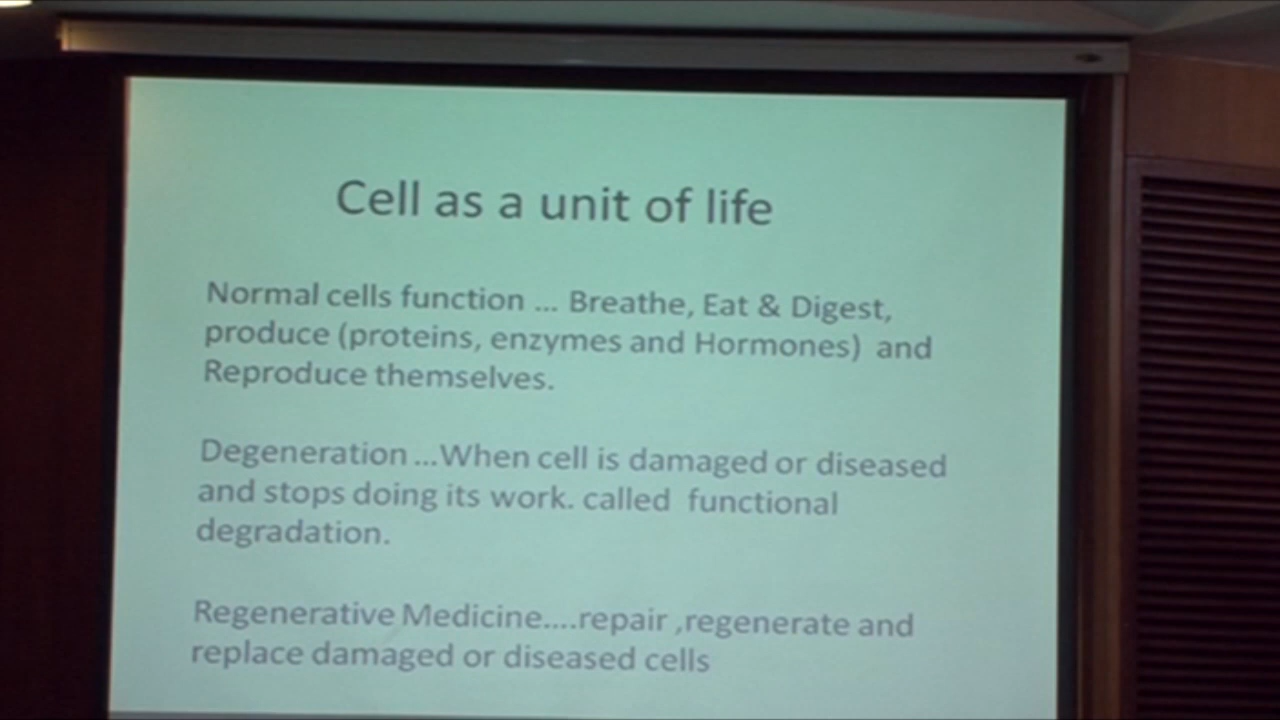 Cell as a unit of life
Normal cells function ... Breathe, Eat & Digest,
produce (proteins, enzymes and Hormones) and
Reproduce themselves.
Degeneration ...When cell is damaged or diseased
and stops doing its work. called functional
degradation.
Regenerative Medicine....repair ,regenerate and
replace damaged or diseased cells